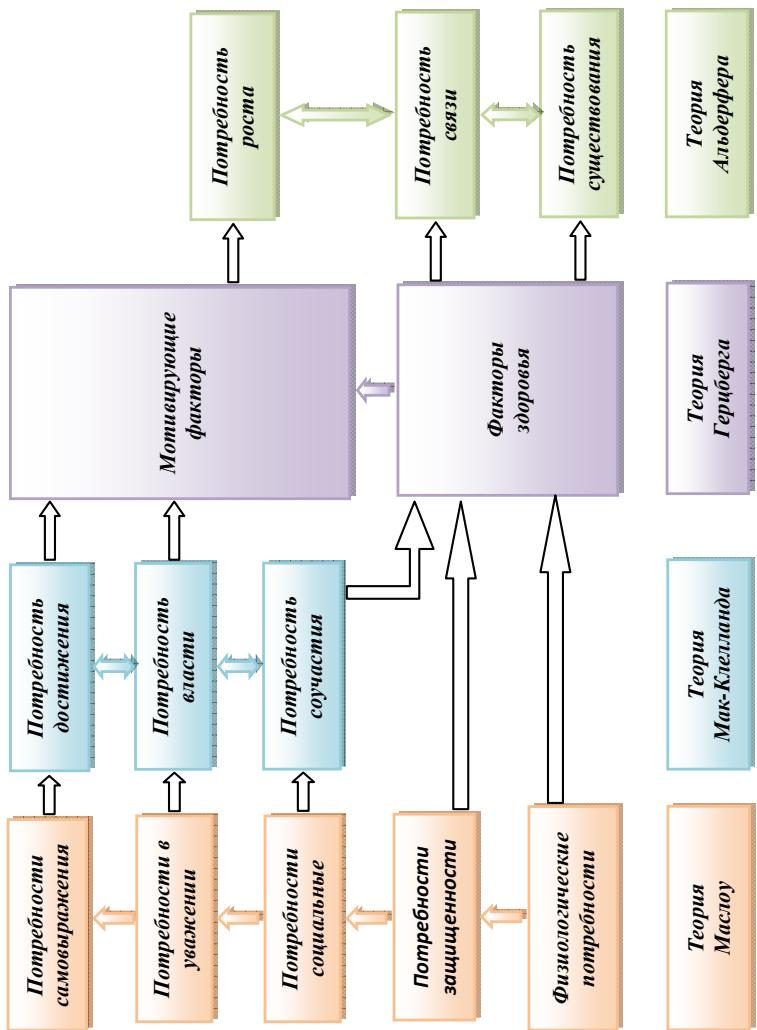 Потребности
самовыражения
Потребность
достижения
Мотивирующие
факторы
Потребность
роста
Потребности в
уважении
Потребность
власти
Потребности
социальные
Потребность
соучастия
Потребности
защищенности
Факторы
здоровья
Потребность
связи
Физиологические
потребности
Потребность
существования
Теория
Маслоу
Теория
Мак-Клелланда
Теория
Герцберга
Теория
Альдерфера